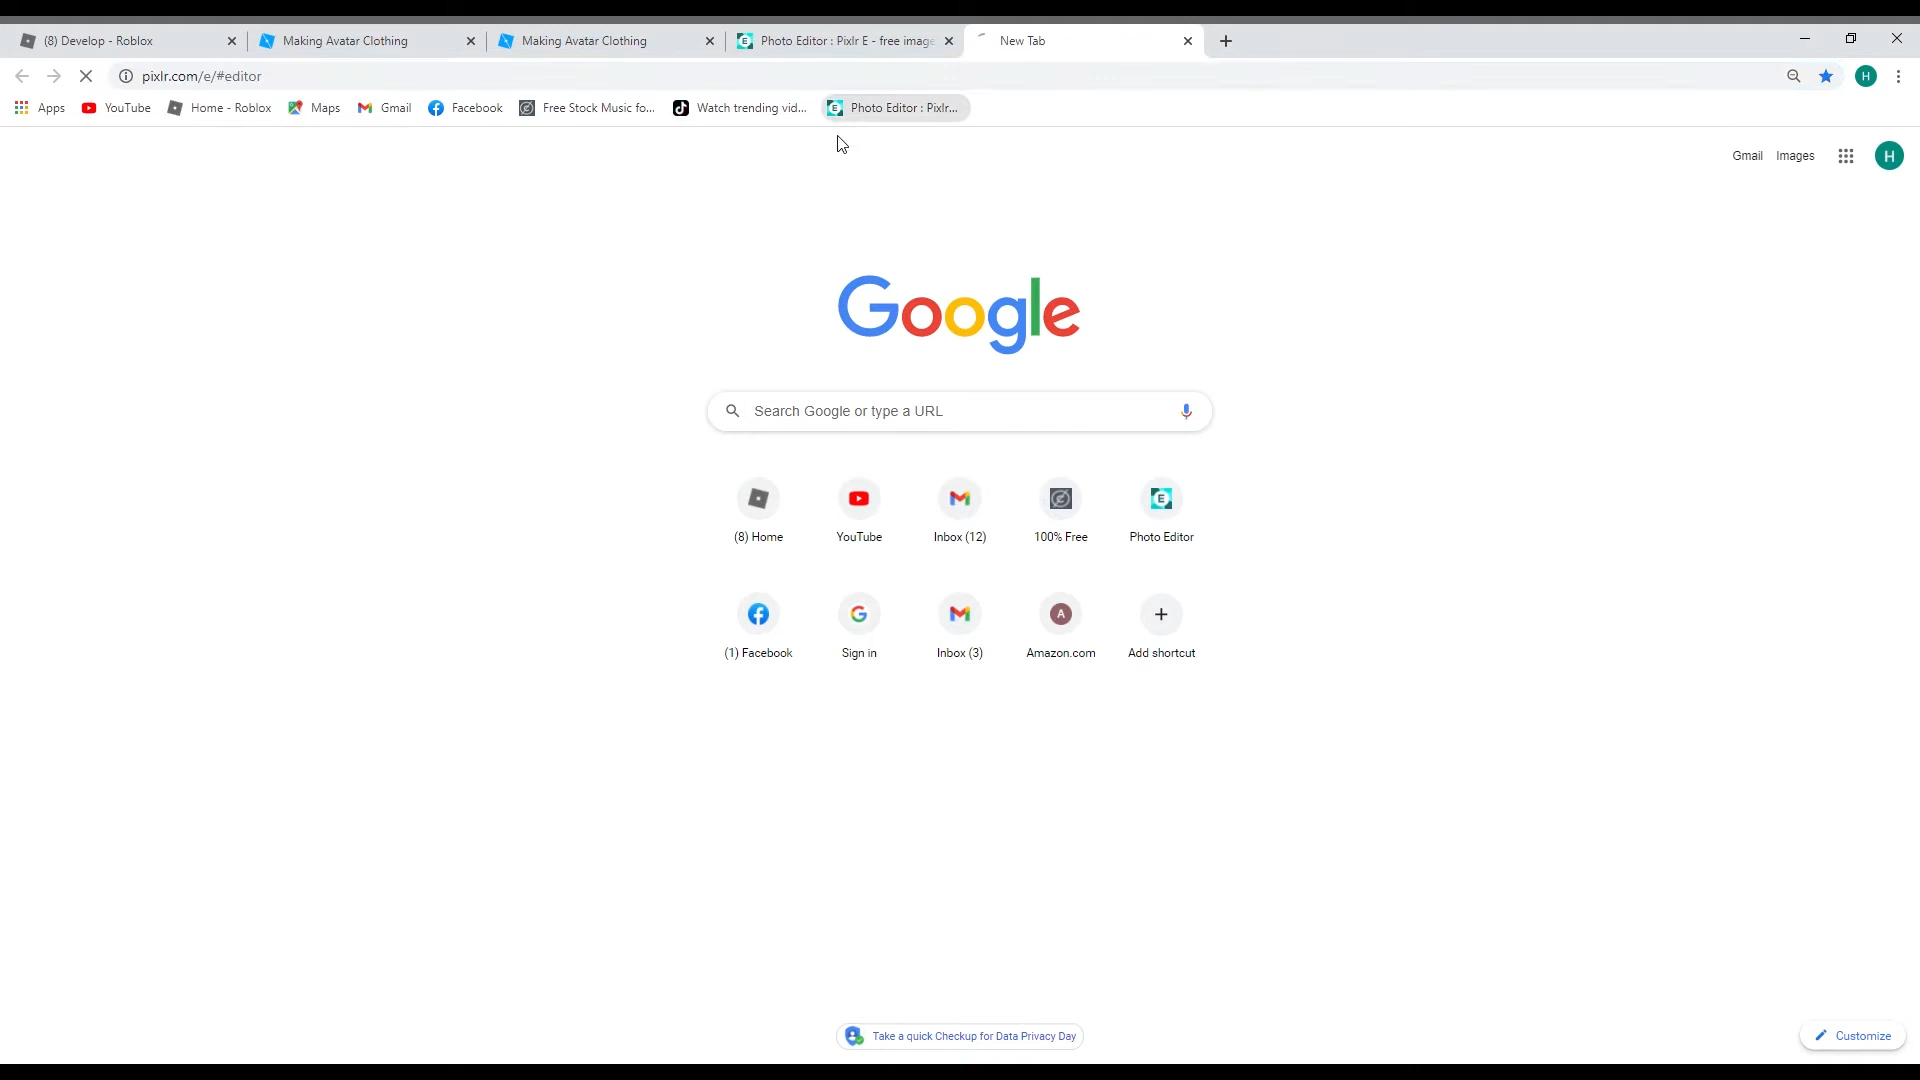 (8) Develop - Roblox
Making Avatar Clothing
Making Avatar Clothing
Photo Editor : Pixlr E - free image
New Tab
pixlr.com/e/#editor
H
Apps
YouTube
Home - Roblox
Maps
Gmail
Facebook
Free Stock Music fo...
Watch trending vid...
E
Photo Editor : Pixlr...
Gmail
Images
H
Google
Search Google or type a URL
(8) Home
YouTube
Inbox (12)
100% Free
E
Photo Editor
(1) Facebook
Sign in
Inbox (3)
A
Amazon.com
Add shortcut
Take a quick Checkup for Data Privacy Day
Customize